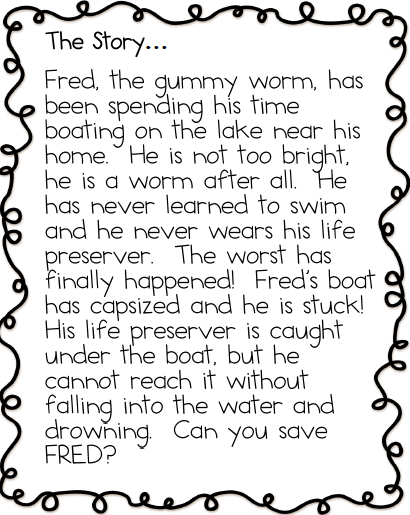 The Story...
Fred, the gummy worm, has
been spending his time
boating on the lake near his
home.  He is not too bright,
he is a worm after all.  He
has never learned to swim
and he never wears his life
preserver.  The worst has
finally happened!  Fred's boat
has capsized and he is stuck!
His life preserver is caught
under the boat, but he
cannot reach it without
falling into the water and
drowning.  Can you save
FRED?